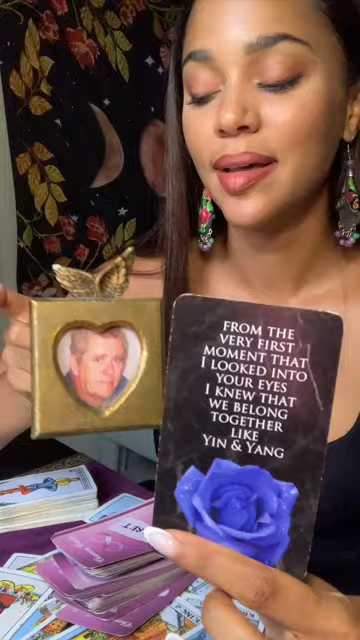 FROM THE
VERY FIRST
MOMENT THAT
I LOOKED INTO
YOUR EYES
I KNEW THAT
WE BELONG
TOGETHER
LIKE
YIN & YANG